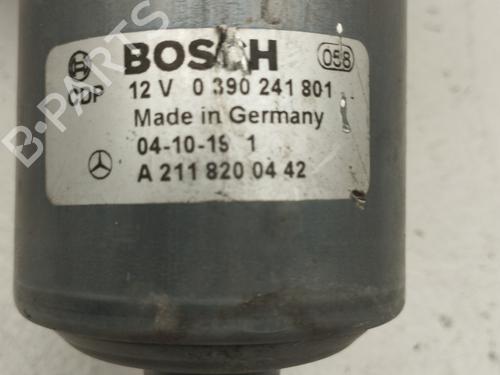 BOSCH 058
CDP 12 V 0 390 241 801
Made in Germany
04-10-19 1
A 211 820 04 42
B-Parts